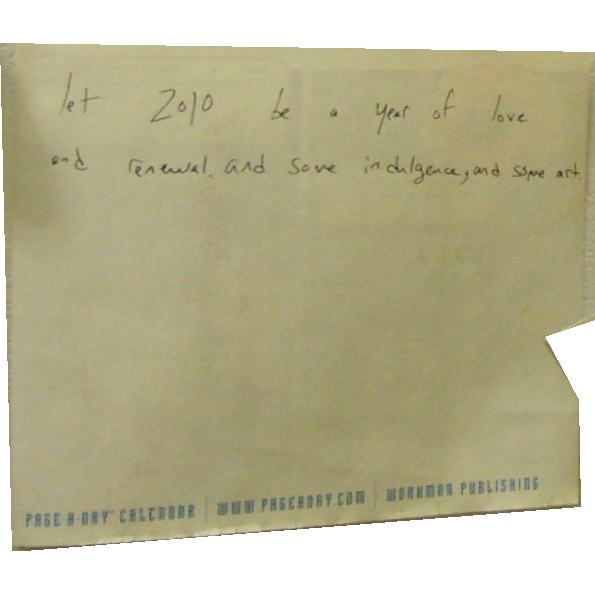 let 2010 be a year of love
and renewal. and some indulgence, and some art.
PAGE-A-DAY™ CALENDAR | WWW.PAGEADAY.COM | WORKMAN PUBLISHING